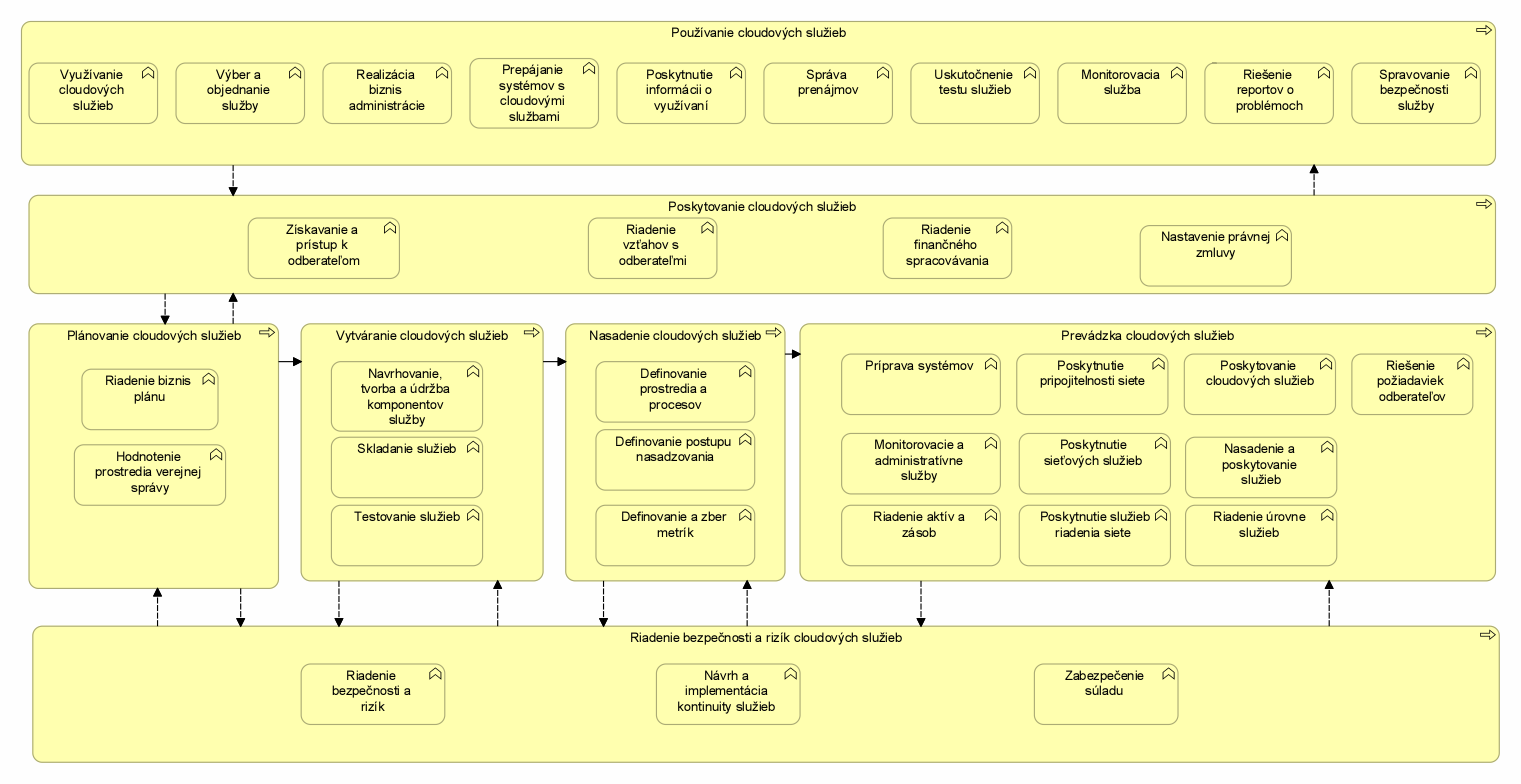 Používanie cloudových služieb
Využívanie
cloudových
služieb
Výber a
objednanie
služby
Realizácia
biznis
administrácie
Prepájanie
systémov s
cloudovými
službami
Poskytnutie
informácii o
využívaní
Správa
prenájmov
Uskutočnenie
testu služieb
Monitorovacia
služba
Riešenie
reportov o
problémoch
Spravovanie
bezpečnosti
služby
Poskytovanie cloudových služieb
Získavanie a
prístup k
odberateľom
Riadenie
vzťahov s
odberateľmi
Riadenie
finančného
spracovávania
Nastavenie právnej
zmluvy
Plánovanie cloudových služieb
Riadenie biznis
plánu
Hodnotenie
prostredia verejnej
správy
Vytváranie cloudových služieb
Navrhovanie,
tvorba a údržba
komponentov
služby
Skladanie služieb
Testovanie služieb
Nasadenie cloudových služieb
Definovanie
prostredia a
procesov
Definovanie postupu
nasadzovania
Definovanie a zber
metrík
Prevádzka cloudových služieb
Príprava systémov
Poskytnutie
pripojitelnosti siete
Poskytovanie
cloudových služieb
Riešenie
požiadaviek
odberateľov
Monitorovacie a
administratívne
služby
Poskytnutie
sieťových služieb
Nasadenie a
poskytovanie
služieb
Riadenie aktív a
zásob
Poskytnutie služieb
riadenia siete
Riadenie úrovne
služieb
Riadenie bezpečnosti a rizík cloudových služieb
Riadenie
bezpečnosti a
rizík
Návrh a
implementácia
kontinuity služieb
Zabezpečenie
súladu